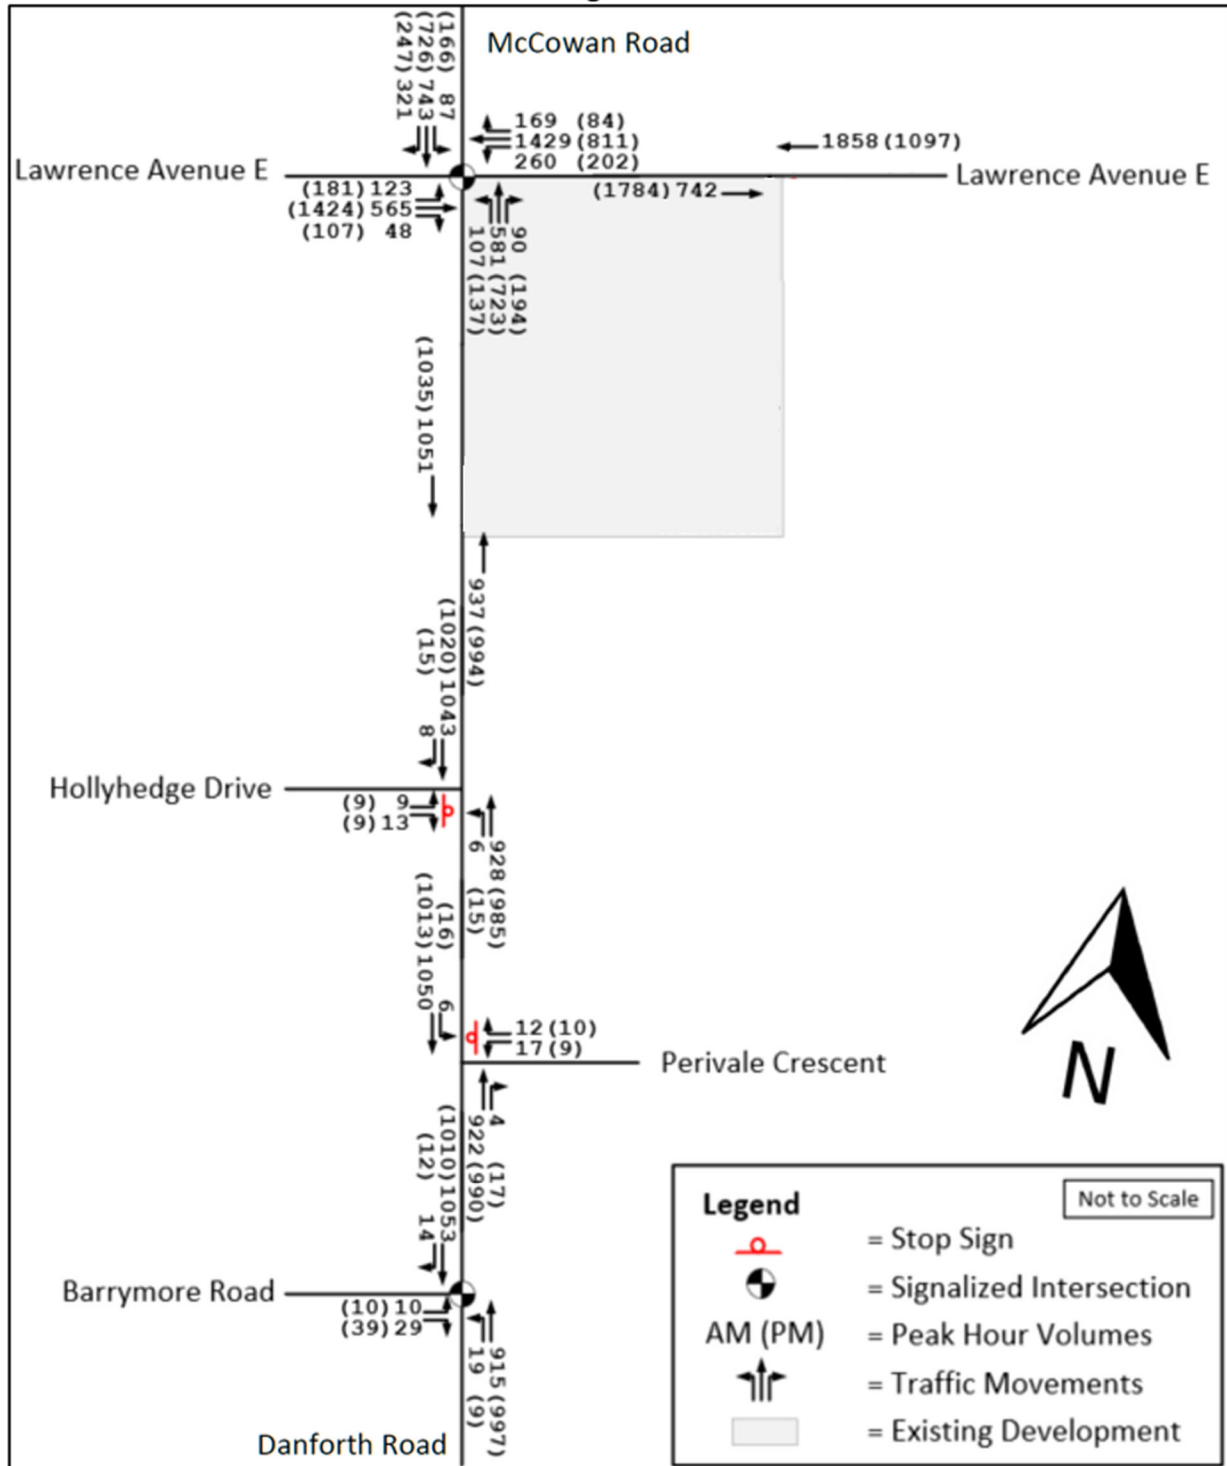 McCowan Road
(166) 87
(726) 743
(247) 321
169 (84)
1429 (811)
260 (202)
1858 (1097)
Lawrence Avenue E
Lawrence Avenue E
(181) 123
(1424) 565
(107) 48
(1784) 742
90 (194)
581 (723)
107 (137)
(1035) 1051
937 (994)
(1020) 1043
(15) 8
Hollyhedge Drive
(9) 9
(9) 13
928 (985)
6 (15)
(16) 6
(1013) 1050
12 (10)
17 (9)
Perivale Crescent
4 (17)
922 (990)
(1010) 1053
(12) 14
Barrymore Road
(10) 10
(39) 29
915 (997)
19 (9)
Danforth Road
N
Legend
Not to Scale
= Stop Sign
= Signalized Intersection
AM (PM) = Peak Hour Volumes
= Traffic Movements
= Existing Development